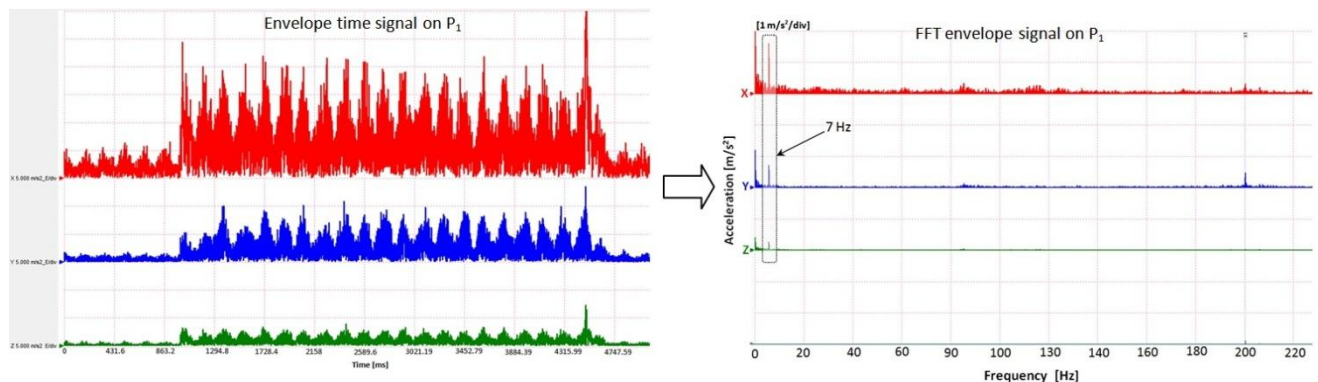 Envelope time signal on P₁
X 5.000 m/s2_E/div
Y 5.000 m/s2_E/div
Z 5.000 m/s2_E/div
0 431.6 863.2 1294.8 1728.4 2158 2589.6 3021.19 3452.79 3884.39 4315.99 4747.59
Time [ms]
[1 m/s²/div]
FFT envelope signal on P₁
7 Hz
X
Y
Z
Acceleration [m/s²]
0 20 40 60 80 100 120 140 160 180 200 220
Frequency [Hz]